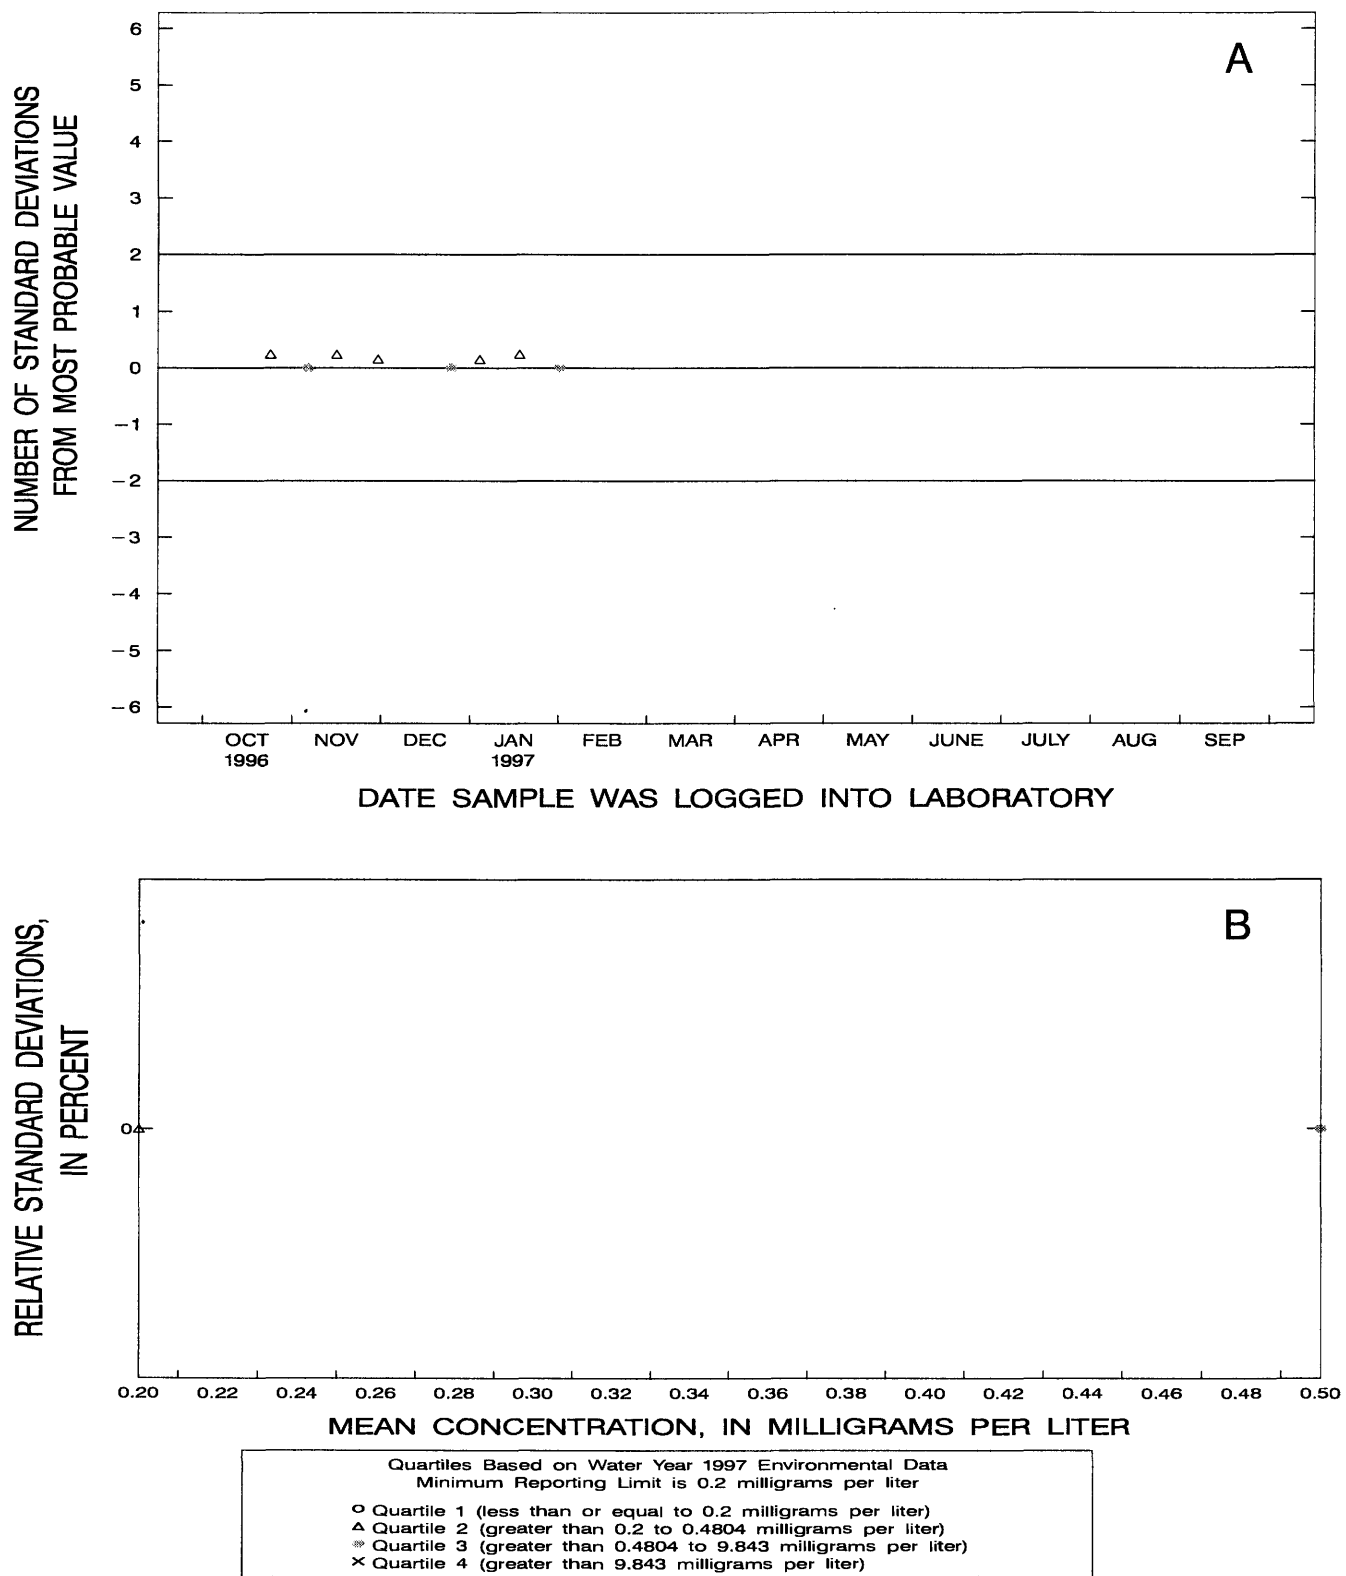 NUMBER OF STANDARD DEVIATIONS
FROM MOST PROBABLE VALUE
6
5
4
3
2
1
0
−1
−2
−3
−4
−5
−6
A
OCT NOV DEC JAN FEB MAR APR MAY JUNE JULY AUG SEP
1996 1997
DATE SAMPLE WAS LOGGED INTO LABORATORY
RELATIVE STANDARD DEVIATIONS,
IN PERCENT
B
0
0.20 0.22 0.24 0.26 0.28 0.30 0.32 0.34 0.36 0.38 0.40 0.42 0.44 0.46 0.48 0.50
MEAN CONCENTRATION, IN MILLIGRAMS PER LITER
Quartiles Based on Water Year 1997 Environmental Data
Minimum Reporting Limit is 0.2 milligrams per liter
Quartile 1 (less than or equal to 0.2 milligrams per liter)
Quartile 2 (greater than 0.2 to 0.4804 milligrams per liter)
Quartile 3 (greater than 0.4804 to 9.843 milligrams per liter)
Quartile 4 (greater than 9.843 milligrams per liter)